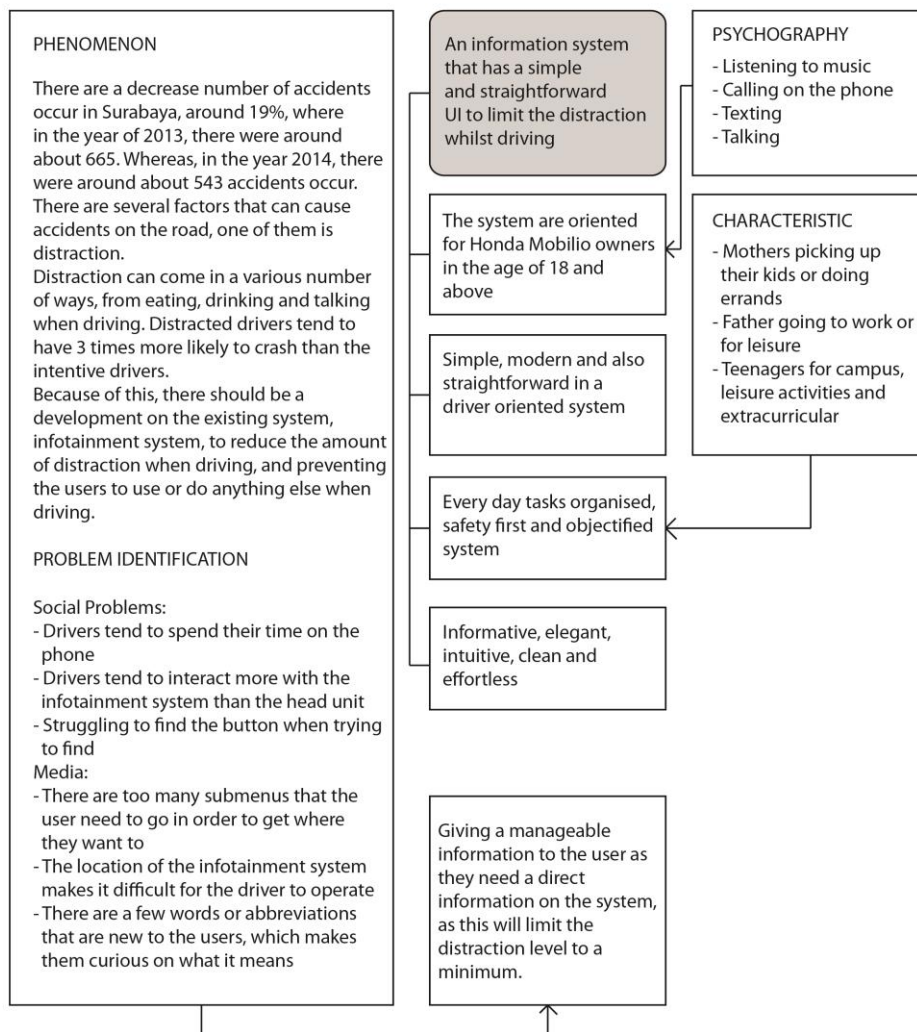 PHENOMENON
There are a decrease number of accidents
occur in Surabaya, around 19%, where
in the year of 2013, there were around
about 665. Whereas, in the year 2014, there
were around about 543 accidents occur.
There are several factors that can cause
accidents on the road, one of them is
distraction.
Distraction can come in a various number
of ways, from eating, drinking and talking
when driving. Distracted drivers tend to
have 3 times more likely to crash than the
intentive drivers.
Because of this, there should be a
development on the existing system,
infotainment system, to reduce the amount
of distraction when driving, and preventing
the users to use or do anything else when
driving.
PROBLEM IDENTIFICATION
Social Problems:
- Drivers tend to spend their time on the
phone
- Drivers tend to interact more with the
infotainment system than the head unit
- Struggling to find the button when trying
to find
Media:
- There are too many submenus that the
user need to go in order to get where
they want to
- The location of the infotainment system
makes it difficult for the driver to operate
- There are a few words or abbreviations
that are new to the users, which makes
them curious on what it means
An information system
that has a simple
and straightforward
UI to limit the distraction
whilst driving
The system are oriented
for Honda Mobilio owners
in the age of 18 and
above
Simple, modern and also
straightforward in a
driver oriented system
Every day tasks organised,
safety first and objectified
system
Informative, elegant,
intuitive, clean and
effortless
Giving a manageable
information to the user as
they need a direct
information on the system,
as this will limit the
distraction level to a
minimum.
PSYCHOGRAPHY
- Listening to music
- Calling on the phone
- Texting
- Talking
CHARACTERISTIC
- Mothers picking up
their kids or doing
errands
- Father going to work or
for leisure
- Teenagers for campus,
leisure activities and
extracurricular